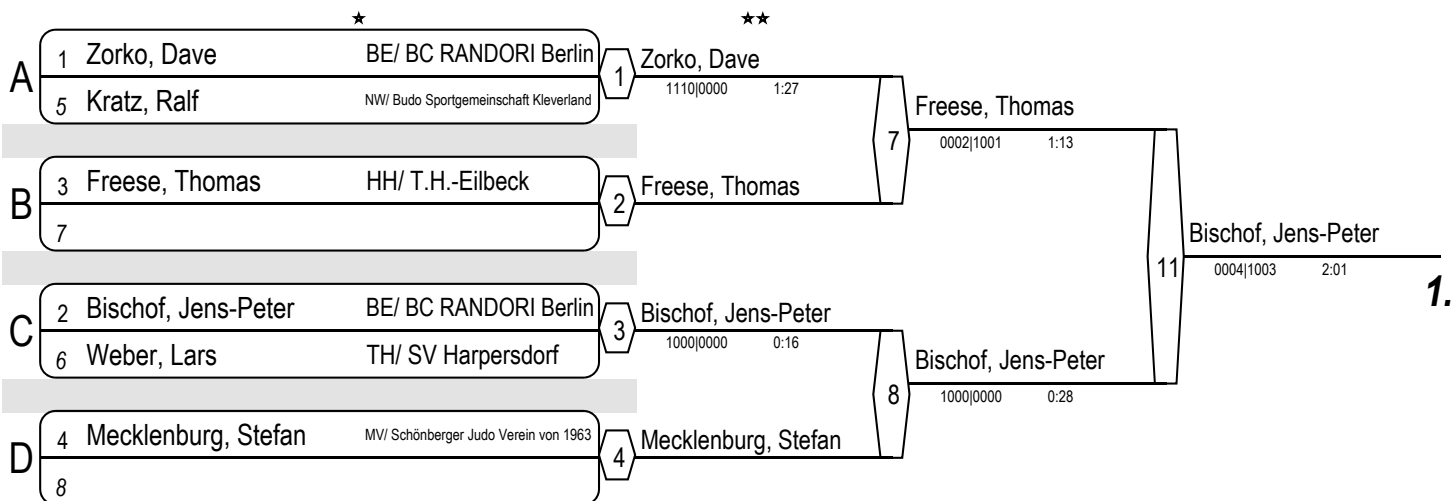 ★ ★★
A 1 Zorko, Dave BE/ BC RANDORI Berlin
5 Kratz, Ralf NW/ Budo Sportgemeinschaft Kleverland
1 Zorko, Dave
1110|0000 1:27
B 3 Freese, Thomas HH/ T.H.-Eilbeck
7
2 Freese, Thomas
7 Freese, Thomas
0002|1001 1:13
C 2 Bischof, Jens-Peter BE/ BC RANDORI Berlin
6 Weber, Lars TH/ SV Harpersdorf
3 Bischof, Jens-Peter
1000|0000 0:16
D 4 Mecklenburg, Stefan MV/ Schönberger Judo Verein von 1963
8
4 Mecklenburg, Stefan
8 Bischof, Jens-Peter
1000|0000 0:28
11 Bischof, Jens-Peter
0004|1003 2:01
1.